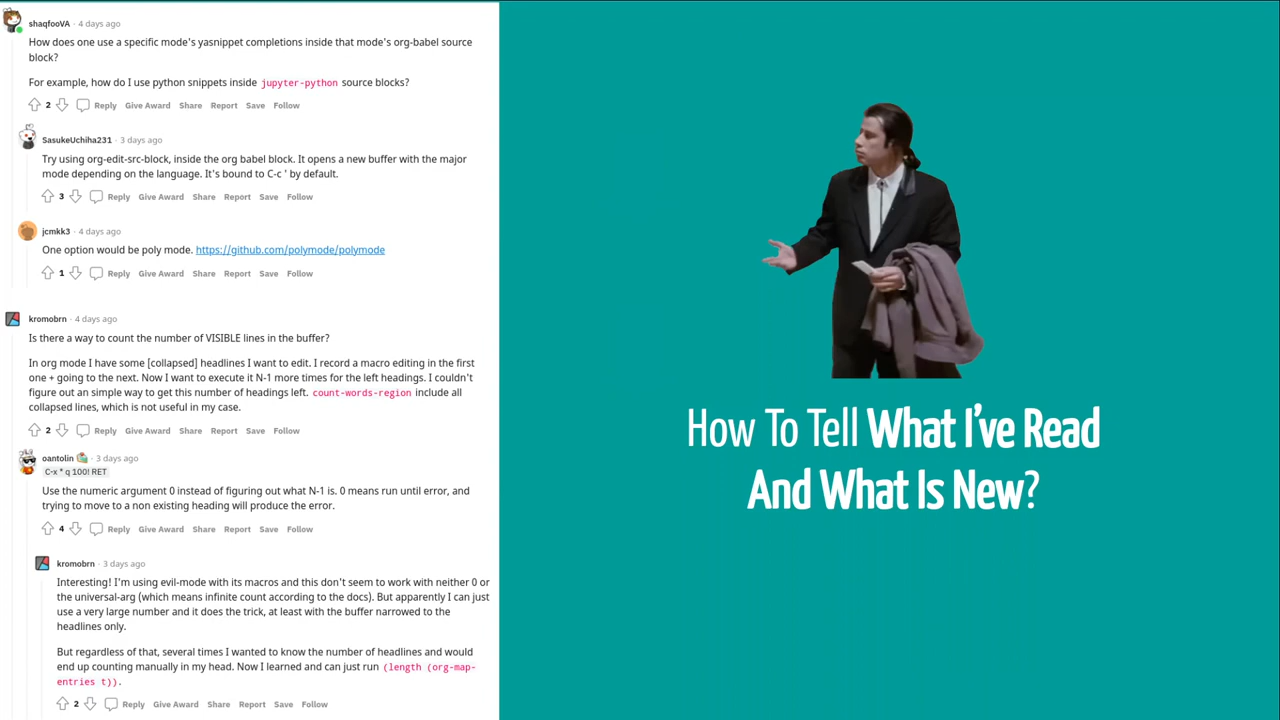 shaqfooVA · 4 days ago
How does one use a specific mode's yasnippet completions inside that mode's org-babel source
block?
For example, how do I use python snippets inside jupyter-python source blocks?
2 Reply Give Award Share Report Save Follow
SasukeUchiha231 · 3 days ago
Try using org-edit-src-block, inside the org babel block. It opens a new buffer with the major
mode depending on the language. It's bound to C-c ' by default.
3 Reply Give Award Share Report Save Follow
jcmkk3 · 4 days ago
One option would be poly mode. https://github.com/polymode/polymode
1 Reply Give Award Share Report Save Follow
kromobrn · 4 days ago
Is there a way to count the number of VISIBLE lines in the buffer?
In org mode I have some [collapsed] headlines I want to edit. I record a macro editing in the first
one + going to the next. Now I want to execute it N-1 more times for the left headings. I couldn't
figure out an simple way to get this number of headings left. count-words-region include all
collapsed lines, which is not useful in my case.
2 Reply Give Award Share Report Save Follow
oantolin · 3 days ago
C-x * q 100! RET
Use the numeric argument 0 instead of figuring out what N-1 is. 0 means run until error, and
trying to move to a non existing heading will produce the error.
4 Reply Give Award Share Report Save Follow
kromobrn · 3 days ago
Interesting! I'm using evil-mode with its macros and this don't seem to work with neither 0 or
the universal-arg (which means infinite count according to the docs). But apparently I can just
use a very large number and it does the trick, at least with the buffer narrowed to the
headlines only.
But regardless of that, several times I wanted to know the number of headlines and would
end up counting manually in my head. Now I learned and can just run (length (org-map-
entries t)).
2 Reply Give Award Share Report Save Follow
How To Tell What I've Read
And What Is New?